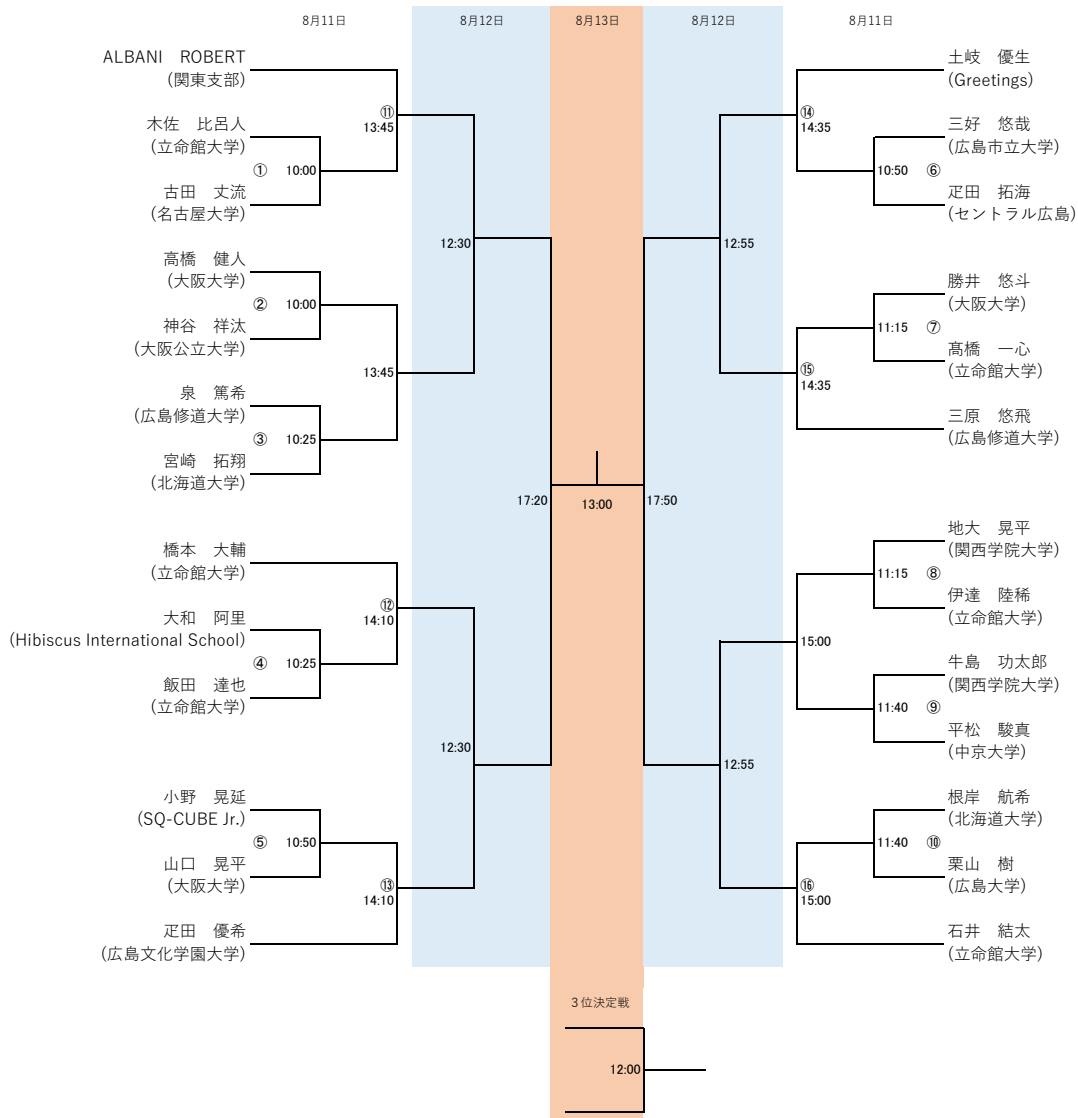 8月11日
8月12日
8月13日
8月12日
8月11日
ALBANI ROBERT
(関東支部)
⑪
13:45
木佐 比呂人
(立命館大学)
① 10:00
古田 丈流
(名古屋大学)
12:30
高橋 健人
(大阪大学)
② 10:00
神谷 祥汰
(大阪公立大学)
13:45
泉 篤希
(広島修道大学)
③ 10:25
宮崎 拓翔
(北海道大学)
17:20
橋本 大輔
(立命館大学)
⑫
14:10
大和 阿里
(Hibiscus International School)
④ 10:25
飯田 達也
(立命館大学)
12:30
小野 晃延
(SQ-CUBE Jr.)
⑤ 10:50
山口 晃平
(大阪大学)
⑬
14:10
疋田 優希
(広島文化学園大学)
13:00
土岐 優生
(Greetings)
⑭
14:35
三好 悠哉
(広島市立大学)
10:50 ⑥
疋田 拓海
(セントラル広島)
12:55
勝井 悠斗
(大阪大学)
11:15 ⑦
髙橋 一心
(立命館大学)
⑮
14:35
三原 悠飛
(広島修道大学)
17:50
地大 晃平
(関西学院大学)
11:15 ⑧
伊達 陸稀
(立命館大学)
15:00
牛島 功太郎
(関西学院大学)
11:40 ⑨
平松 駿真
(中京大学)
12:55
根岸 航希
(北海道大学)
11:40 ⑩
栗山 樹
(広島大学)
⑯
15:00
石井 結太
(立命館大学)
３位決定戦
12:00